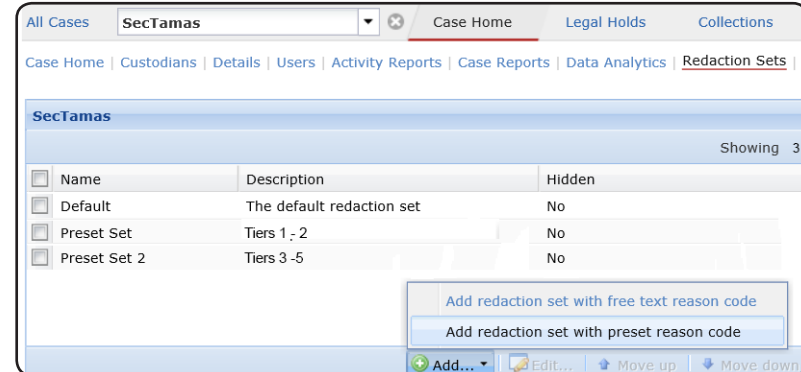 All Cases SecTamas Case Home Legal Holds Collections
Case Home | Custodians | Details | Users | Activity Reports | Case Reports | Data Analytics | Redaction Sets |
SecTamas
Showing 3
Name Description Hidden
Default The default redaction set No
Preset Set Tiers 1 - 2 No
Preset Set 2 Tiers 3 -5 No
Add redaction set with free text reason code
Add redaction set with preset reason code
Add... Edit... Move up Move down